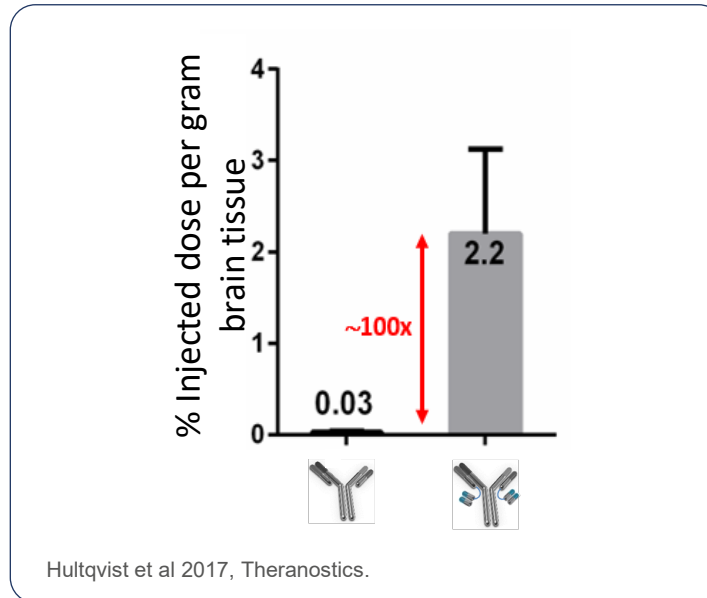 % Injected dose per gram
brain tissue
4
3
2
1
0
0.03
~100x
2.2
Hultqvist et al 2017, Theranostics.